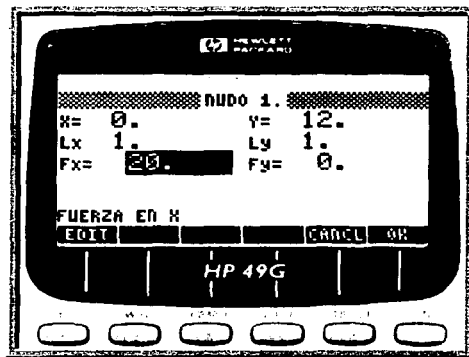 HEWLETT
PACKARD
NUDO 1.
X= 0. Y= 12.
Lx 1. Ly 1.
Fx= 20. Fy= 0.
FUERZA EN X
EDIT CANCL OK
HP 49G